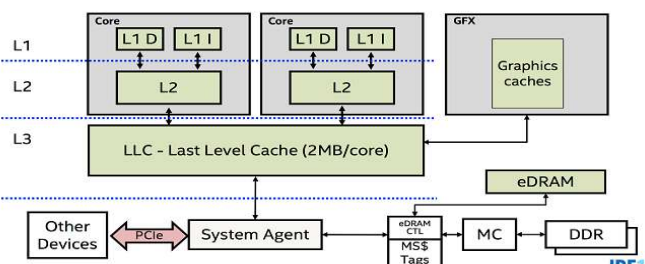 Core
Core
GFX
L1
L1 D
L1 I
L1 D
L1 I
Graphics
caches
L2
L2
L2
L3
LLC - Last Level Cache (2MB/core)
eDRAM
Other
Devices
PCIe
System Agent
eDRAM
CTL
MS$
Tags
MC
DDR